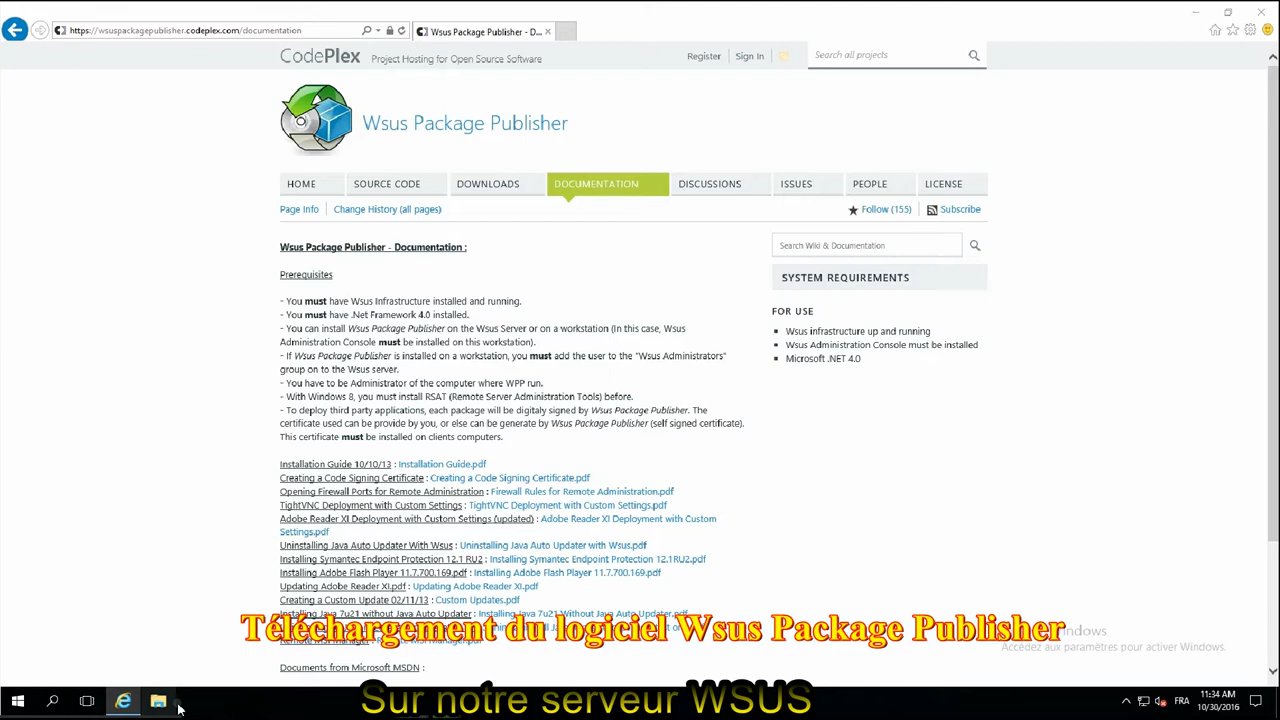 https://wsuspackagepublisher.codeplex.com/documentation
Wsus Package Publisher - D...
CodePlex Project Hosting for Open Source Software
Register Sign In
Search all projects
Wsus Package Publisher
HOME SOURCE CODE DOWNLOADS DOCUMENTATION DISCUSSIONS ISSUES PEOPLE LICENSE
Page Info Change History (all pages)
Follow (155) Subscribe
Wsus Package Publisher - Documentation :
Prerequisites
- You must have Wsus Infrastructure installed and running.
- You must have .Net Framework 4.0 installed.
- You can install Wsus Package Publisher on the Wsus Server or on a workstation (In this case, Wsus
Administration Console must be installed on this workstation).
- If Wsus Package Publisher is installed on a workstation, you must add the user to the "Wsus Administrators"
group on to the Wsus server.
- You have to be Administrator of the computer where WPP run.
- With Windows 8, you must install RSAT (Remote Server Administration Tools) before.
- To deploy third party applications, each package will be digitaly signed by Wsus Package Publisher. The
certificate used can be provide by you, or else can be generate by Wsus Package Publisher (self signed certificate).
This certificate must be installed on clients computers.
Installation Guide 10/10/13 : Installation Guide.pdf
Creating a Code Signing Certificate : Creating a Code Signing Certificate.pdf
Opening Firewall Ports for Remote Administration : Firewall Rules for Remote Administration.pdf
TightVNC Deployment with Custom Settings : TightVNC Deployment with Custom Settings.pdf
Adobe Reader XI Deployment with Custom Settings (updated) : Adobe Reader XI Deployment with Custom
Settings.pdf
Uninstalling Java Auto Updater With Wsus : Uninstalling Java Auto Updater with Wsus.pdf
Installing Symantec Endpoint Protection 12.1 RU2 : Installing Symantec Endpoint Protection 12.1RU2.pdf
Installing Adobe Flash Player 11.7.700.169.pdf : Installing Adobe Flash Player 11.7.700.169.pdf
Updating Adobe Reader XI.pdf : Updating Adobe Reader XI.pdf
Creating a Custom Update 02/11/13 : Custom Updates.pdf
Installing Java 7u21 without Java Auto Updater : Installing Java 7u21 Without Java Auto Updater.pdf
Documents from Microsoft MSDN :
Search Wiki & Documentation
SYSTEM REQUIREMENTS
FOR USE
Wsus infrastructure up and running
Wsus Administration Console must be installed
Microsoft .NET 4.0
Téléchargement du logiciel Wsus Package Publisher
Windows
Accédez aux paramètres pour activer Windows.
Sur notre serveur WSUS
FR
11:34 AM
10/30/2016